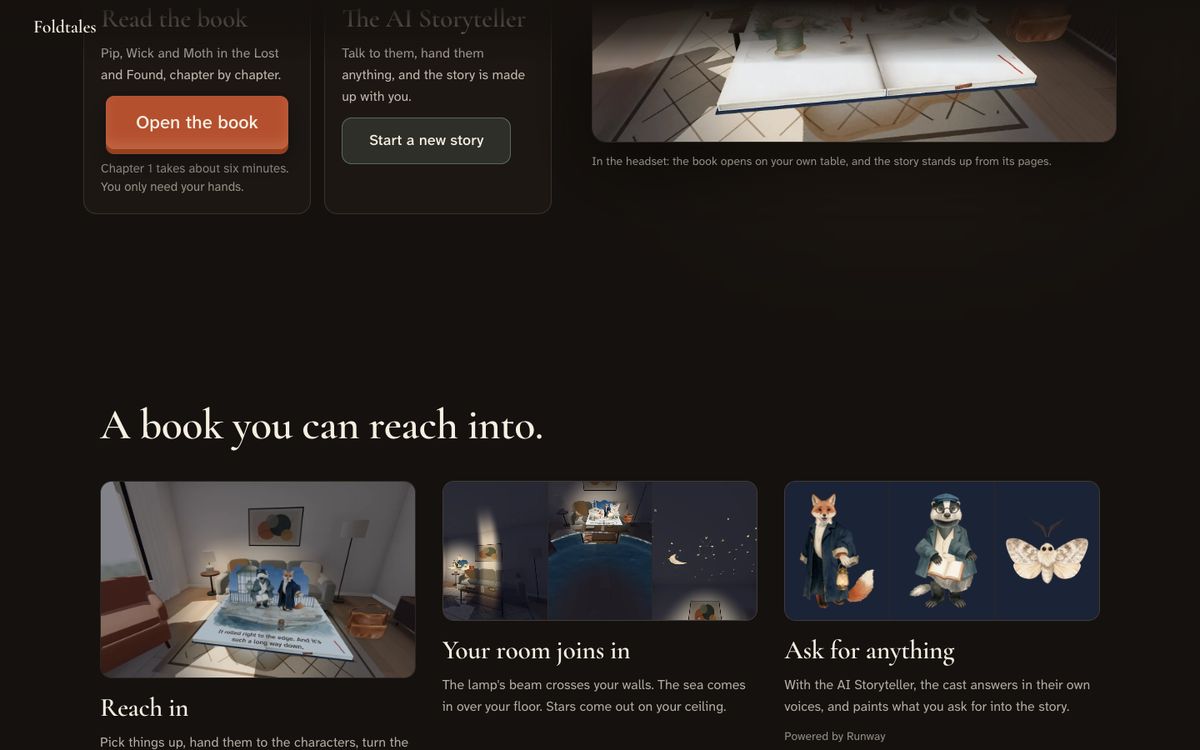 Foldtales
Read the book
Pip, Wick and Moth in the Lost
and Found, chapter by chapter.
Open the book
Chapter 1 takes about six minutes.
You only need your hands.
The AI Storyteller
Talk to them, hand them
anything, and the story is made
up with you.
Start a new story
In the headset: the book opens on your own table, and the story stands up from its pages.
A book you can reach into.
It rolled right to the edge. And it's
such a long way down.
Reach in
Pick things up, hand them to the characters, turn the
Your room joins in
The lamp's beam crosses your walls. The sea comes
in over your floor. Stars come out on your ceiling.
Ask for anything
With the AI Storyteller, the cast answers in their own
voices, and paints what you ask for into the story.
Powered by Runway